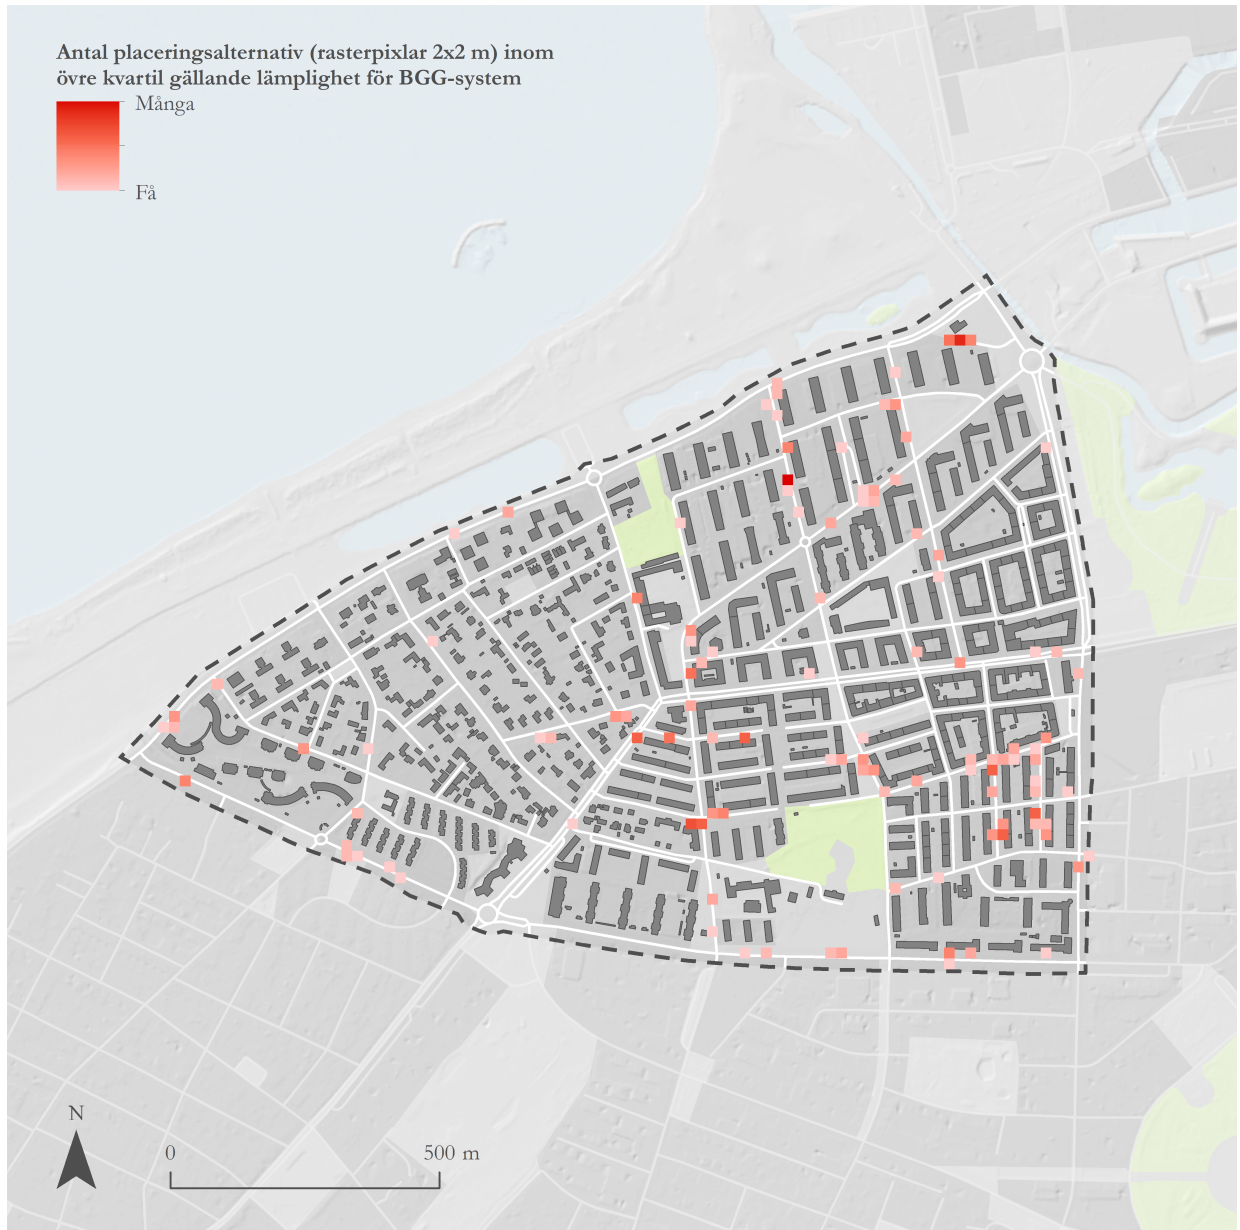 Antal placeringsalternativ (rasterpixlar 2x2 m) inom
övre kvartil gällande lämplighet för BGG-system
Många
Få
N
0
500 m